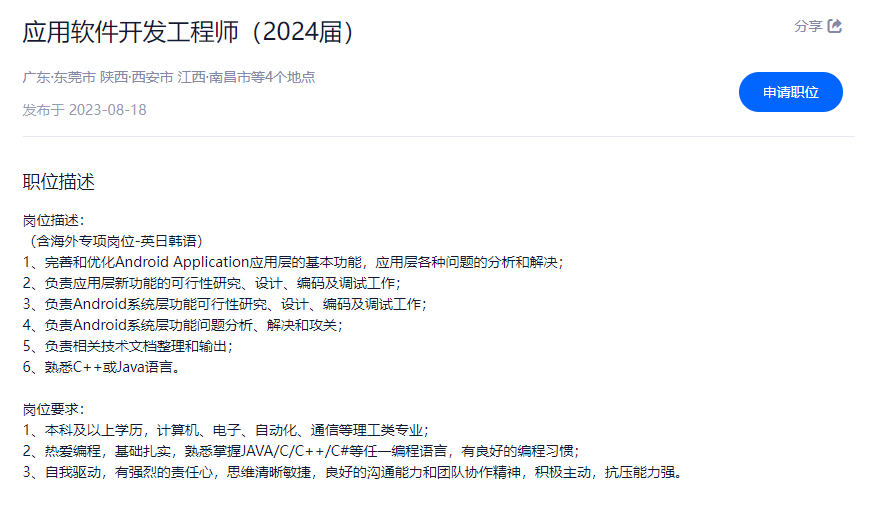 应用软件开发工程师（2024届）
分享
广东·东莞市 陕西·西安市 江西·南昌市等4个地点
申请职位
发布于 2023-08-18
职位描述
岗位描述：
（含海外专项岗位-英日韩语）
1、完善和优化Android Application应用层的基本功能，应用层各种问题的分析和解决；
2、负责应用层新功能的可行性研究、设计、编码及调试工作；
3、负责Android系统层功能可行性研究、设计、编码及调试工作；
4、负责Android系统层功能问题分析、解决和攻关；
5、负责相关技术文档整理和输出；
6、熟悉C++或Java语言。
岗位要求：
1、本科及以上学历，计算机、电子、自动化、通信等理工类专业；
2、热爱编程，基础扎实，熟悉掌握JAVA/C/C++/C#等任一编程语言，有良好的编程习惯；
3、自我驱动，有强烈的责任心，思维清晰敏捷，良好的沟通能力和团队协作精神，积极主动，抗压能力强。